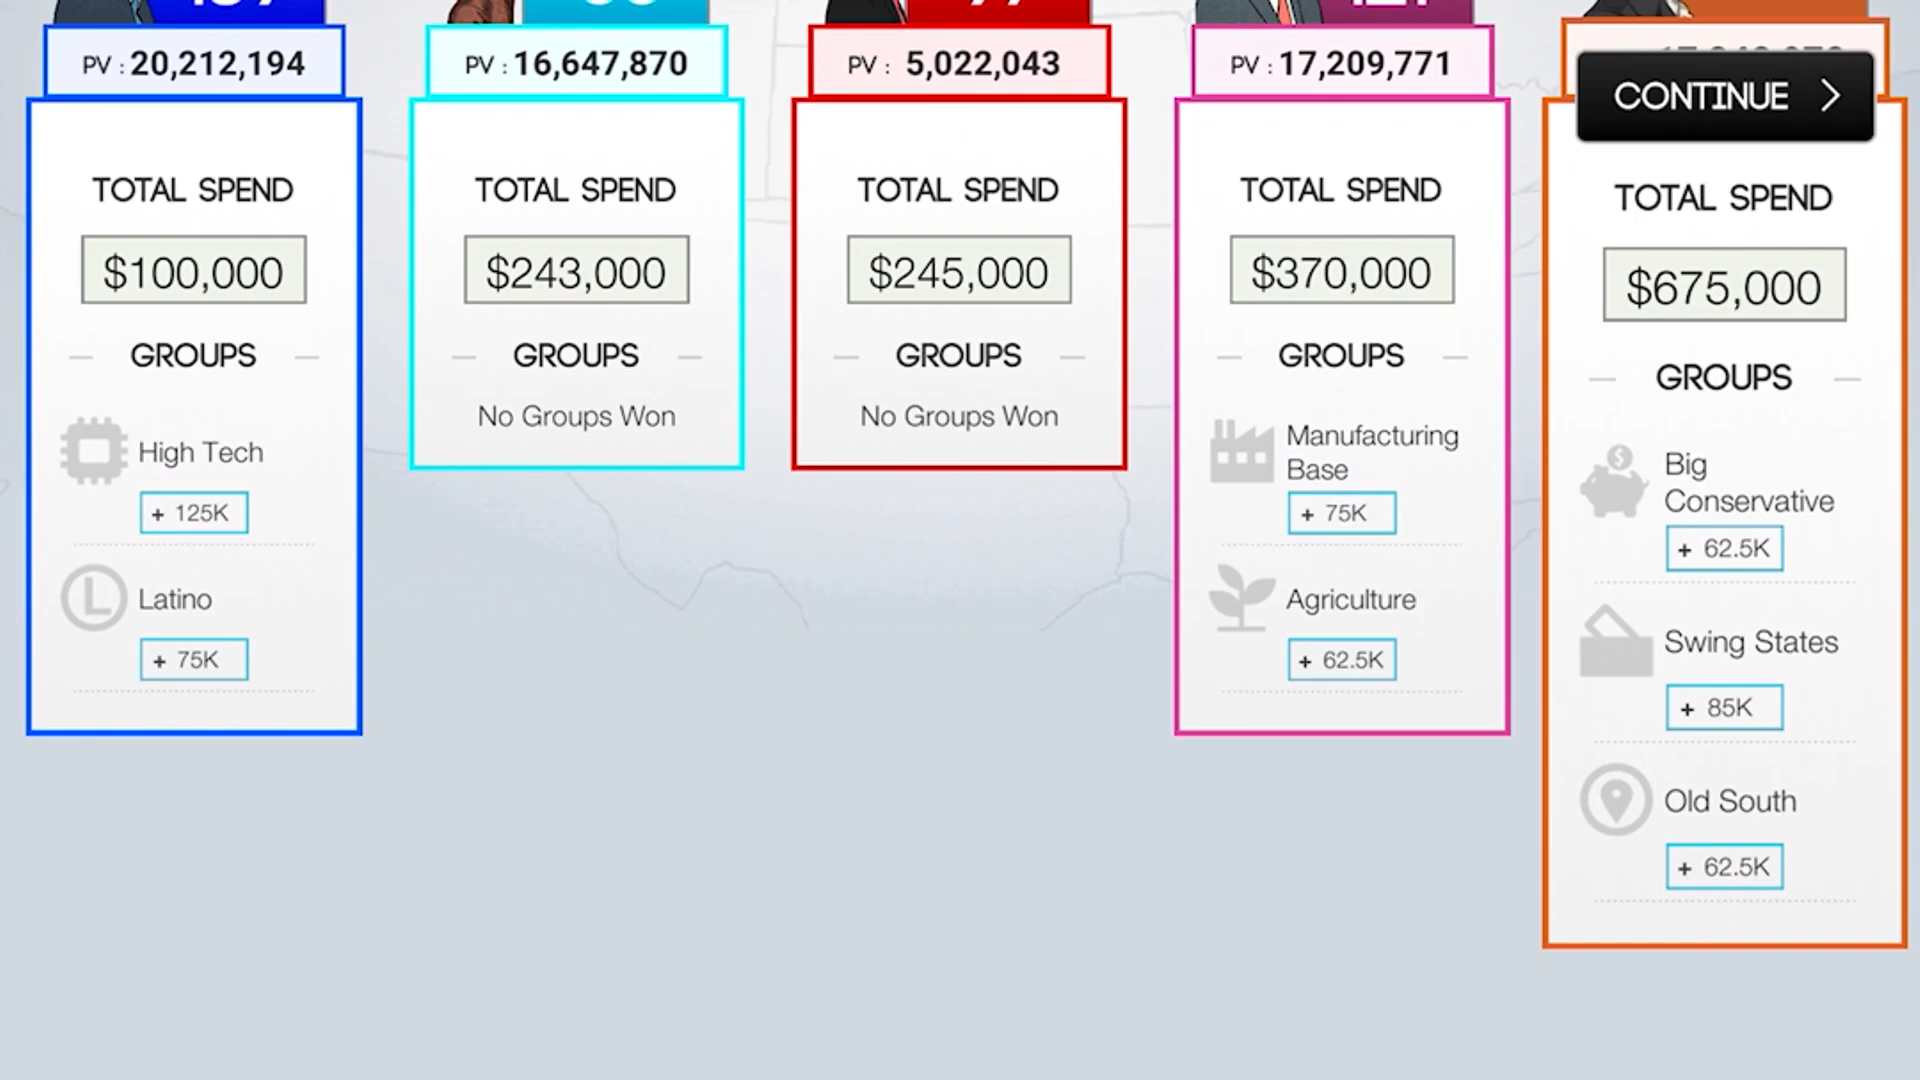 PV : 20,212,194
TOTAL SPEND
$100,000
GROUPS
High Tech
+ 125K
Latino
+ 75K
PV : 16,647,870
TOTAL SPEND
$243,000
GROUPS
No Groups Won
PV : 5,022,043
TOTAL SPEND
$245,000
GROUPS
No Groups Won
PV : 17,209,771
TOTAL SPEND
$370,000
GROUPS
Manufacturing
Base
+ 75K
Agriculture
+ 62.5K
CONTINUE
TOTAL SPEND
$675,000
GROUPS
Big
Conservative
+ 62.5K
Swing States
+ 85K
Old South
+ 62.5K